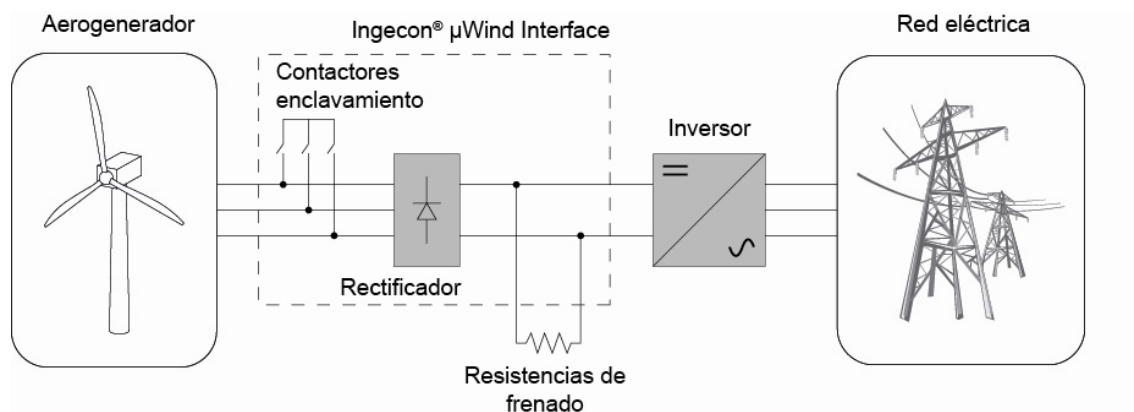 Aerogenerador
Ingecon® µWind Interface
Red eléctrica
Contactores
enclavamiento
Inversor
Rectificador
Resistencias de
frenado